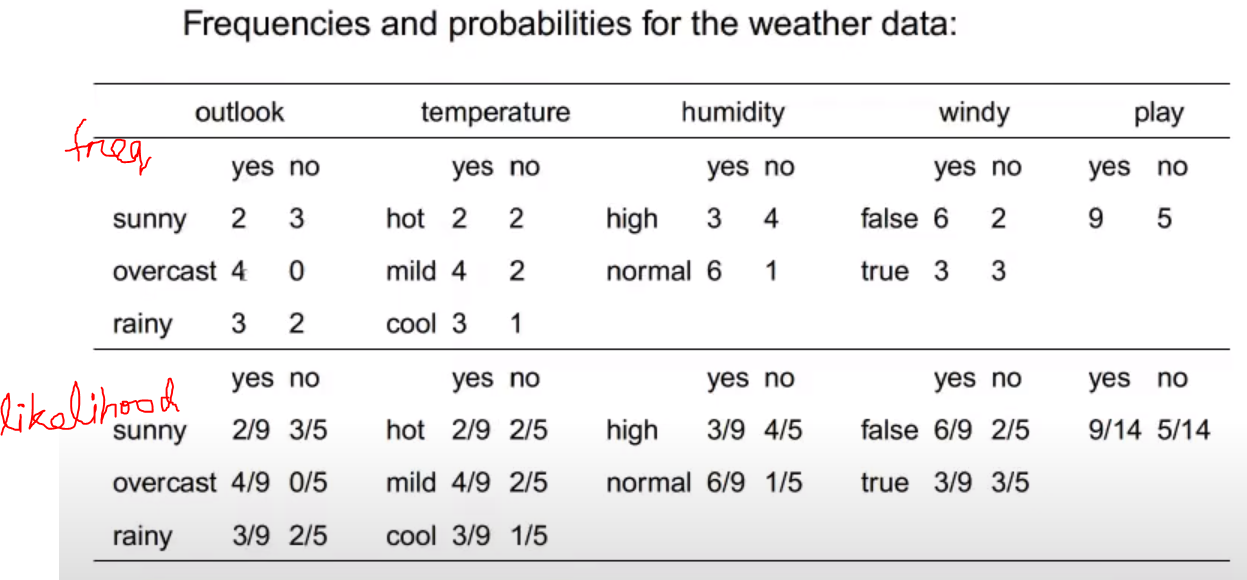 Frequencies and probabilities for the weather data:
outlook temperature humidity windy play
freq.
yes no yes no yes no yes no yes no
sunny 2 3 hot 2 2 high 3 4 false 6 2 9 5
overcast 4 0 mild 4 2 normal 6 1 true 3 3
rainy 3 2 cool 3 1
yes no yes no yes no yes no yes no
likelihood
sunny 2/9 3/5 hot 2/9 2/5 high 3/9 4/5 false 6/9 2/5 9/14 5/14
overcast 4/9 0/5 mild 4/9 2/5 normal 6/9 1/5 true 3/9 3/5
rainy 3/9 2/5 cool 3/9 1/5